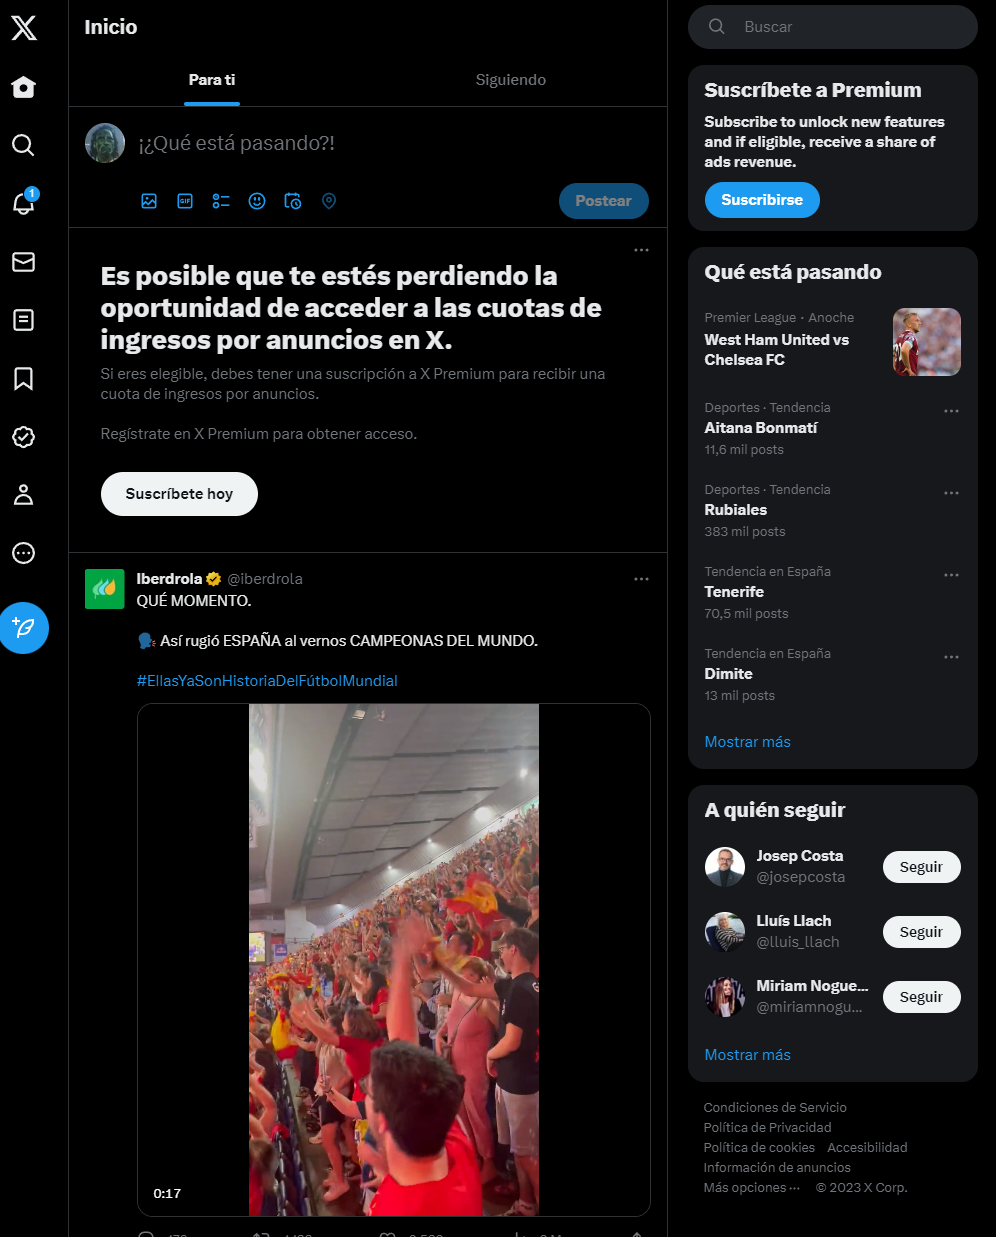 Inicio
Para ti
Siguiendo
¡¿Qué está pasando?!
GIF
Postear
1
Es posible que te estés perdiendo la
oportunidad de acceder a las cuotas de
ingresos por anuncios en X.
Si eres elegible, debes tener una suscripción a X Premium para recibir una
cuota de ingresos por anuncios.
Regístrate en X Premium para obtener acceso.
Suscríbete hoy
Iberdrola @iberdrola
QUÉ MOMENTO.
Así rugió ESPAÑA al vernos CAMPEONAS DEL MUNDO.
#EllasYaSonHistoriaDelFútbolMundial
0:17
Buscar
Suscríbete a Premium
Subscribe to unlock new features
and if eligible, receive a share of
ads revenue.
Suscribirse
Qué está pasando
Premier League · Anoche
West Ham United vs
Chelsea FC
Deportes · Tendencia
Aitana Bonmatí
11,6 mil posts
Deportes · Tendencia
Rubiales
383 mil posts
Tendencia en España
Tenerife
70,5 mil posts
Tendencia en España
Dimite
13 mil posts
Mostrar más
A quién seguir
Josep Costa
@josepcosta
Seguir
Lluís Llach
@lluis_llach
Seguir
Miriam Nogue...
@miriamnogu...
Seguir
Mostrar más
Condiciones de Servicio
Política de Privacidad
Política de cookies Accesibilidad
Información de anuncios
Más opciones ··· © 2023 X Corp.